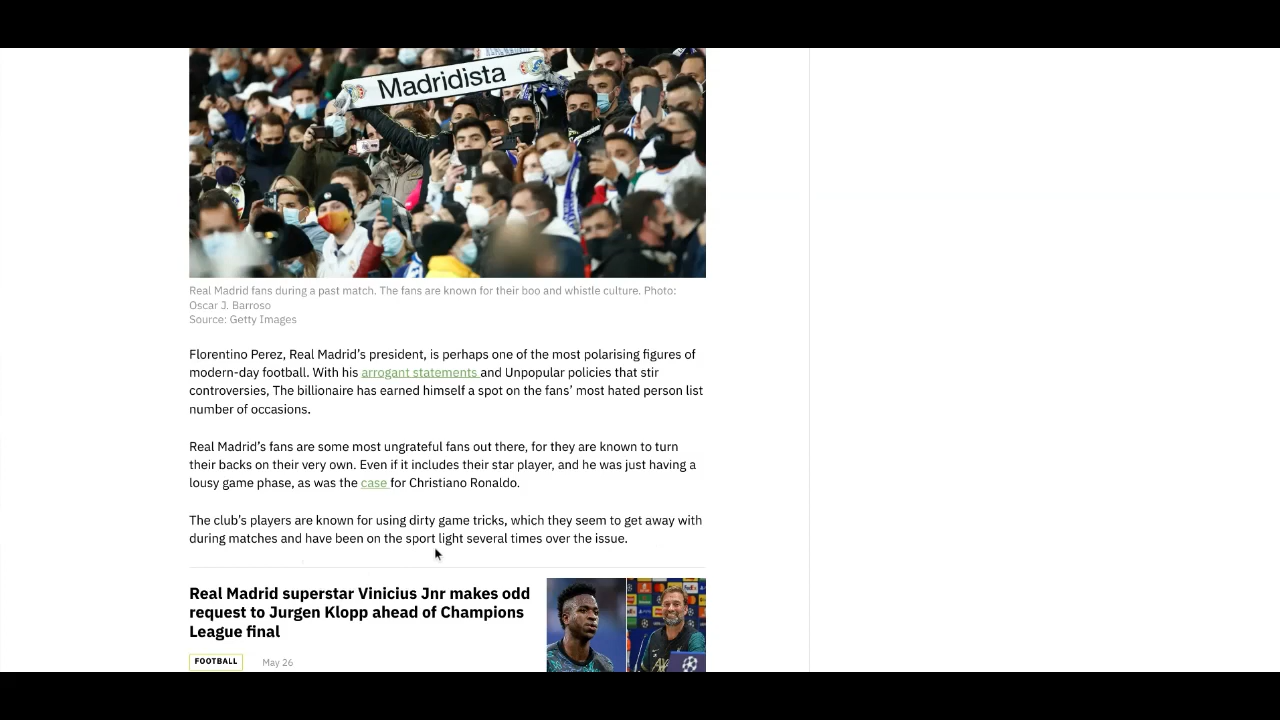 Madridista
Real Madrid fans during a past match. The fans are known for their boo and whistle culture. Photo:
Oscar J. Barroso
Source: Getty Images
Florentino Perez, Real Madrid’s president, is perhaps one of the most polarising figures of
modern-day football. With his arrogant statements and Unpopular policies that stir
controversies, The billionaire has earned himself a spot on the fans’ most hated person list
number of occasions.
Real Madrid’s fans are some most ungrateful fans out there, for they are known to turn
their backs on their very own. Even if it includes their star player, and he was just having a
lousy game phase, as was the case for Christiano Ronaldo.
The club’s players are known for using dirty game tricks, which they seem to get away with
during matches and have been on the sport light several times over the issue.
Real Madrid superstar Vinicius Jnr makes odd
request to Jurgen Klopp ahead of Champions
League final
FOOTBALL May 26